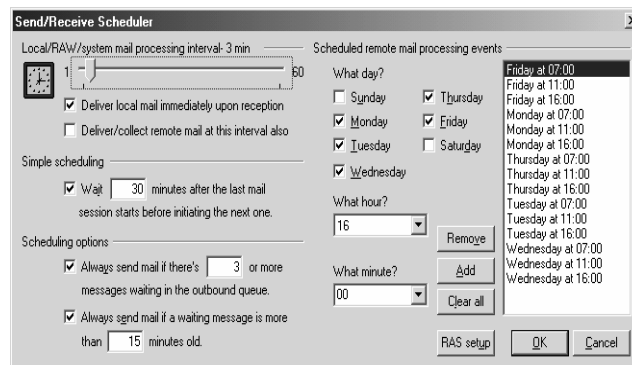 Send/Receive Scheduler
Local/RAW/system mail processing interval- 3 min
1
60
Deliver local mail immediately upon reception
Deliver/collect remote mail at this interval also
Simple scheduling
Wait 30 minutes after the last mail
session starts before initiating the next one.
Scheduling options
Always send mail if there's 3 or more
messages waiting in the outbound queue.
Always send mail if a waiting message is more
than 15 minutes old.
Scheduled remote mail processing events
What day?
Sunday
Thursday
Monday
Friday
Tuesday
Saturday
Wednesday
What hour?
16
What minute?
00
Remove
Add
Clear all
Friday at 07:00
Friday at 11:00
Friday at 16:00
Monday at 07:00
Monday at 11:00
Monday at 16:00
Thursday at 07:00
Thursday at 11:00
Thursday at 16:00
Tuesday at 07:00
Tuesday at 11:00
Tuesday at 16:00
Wednesday at 07:00
Wednesday at 11:00
Wednesday at 16:00
RAS setup
OK
Cancel